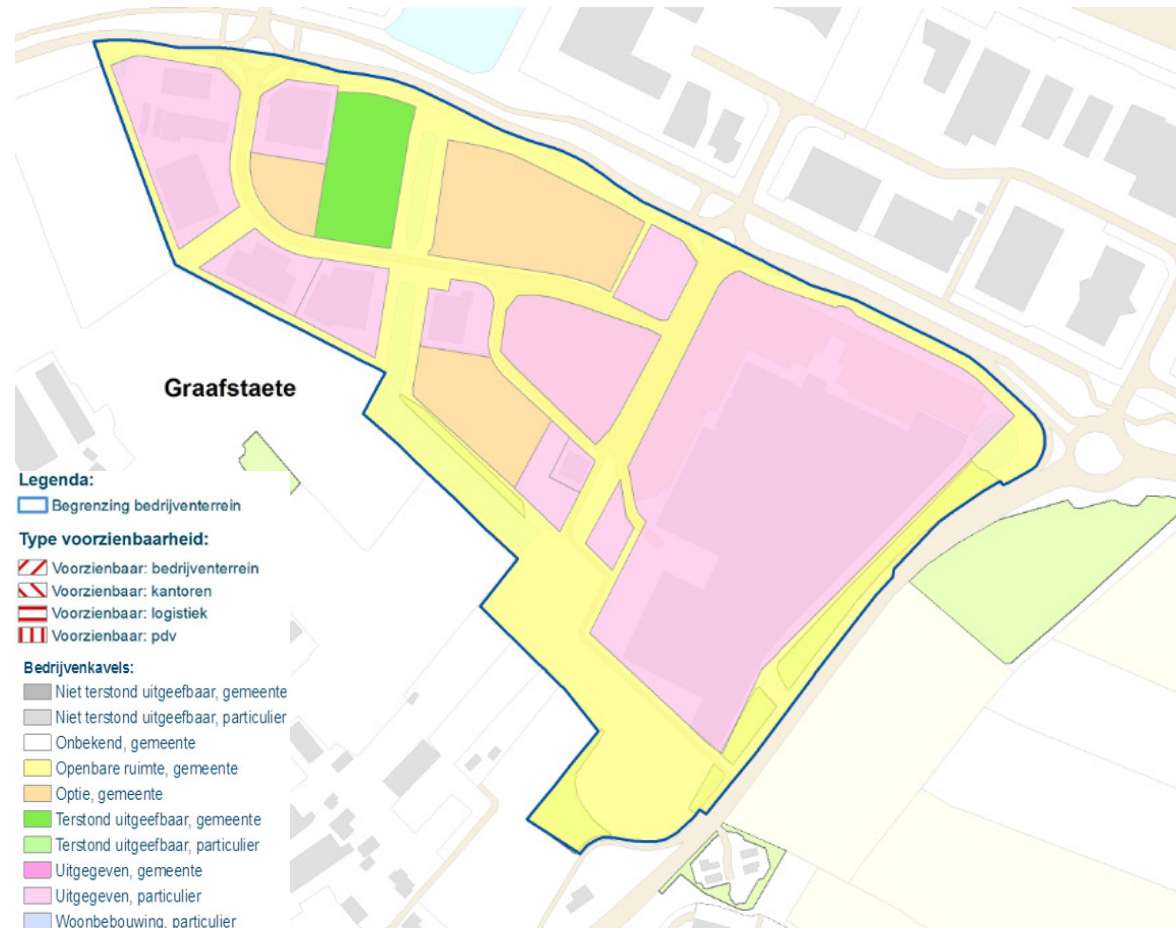 Graafstaete
Legenda:
Begrenzing bedrijventerrein
Type voorzienbaarheid:
Voorzienbaar: bedrijventerrein
Voorzienbaar: kantoren
Voorzienbaar: logistiek
Voorzienbaar: pdv
Bedrijvenkavels:
Niet terstond uitgeefbaar, gemeente
Niet terstond uitgeefbaar, particulier
Onbekend, gemeente
Openbare ruimte, gemeente
Optie, gemeente
Terstond uitgeefbaar, gemeente
Terstond uitgeefbaar, particulier
Uitgegeven, gemeente
Uitgegeven, particulier
Woonbebouwing, particulier